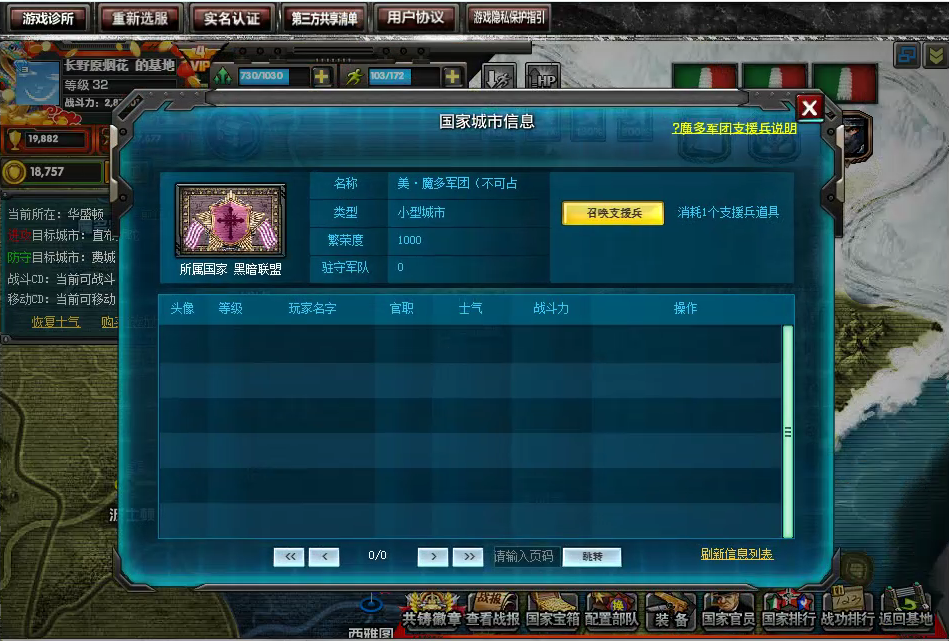 游戏诊所 重新选服 实名认证 第三方共享清单 用户协议 游戏隐私保护指引
长野原烟花 的基地
VIP
等级 32
730/1030
103/172
HP
19,882
18,757
国家城市信息
?魔多军团支援兵说明
名称 美·魔多军团（不可占
类型 小型城市
繁荣度 1000
驻守军队 0
所属国家 黑暗联盟
召唤支援兵
消耗1个支援兵道具
当前所在：华盛顿
进攻目标城市：直布
防守目标城市：费城
战斗CD：当前可战斗
移动CD：当前可移动
恢复士气
头像 等级 玩家名字 官职 士气 战斗力 操作
<< < 0/0 > >> 请输入页码 跳转
刷新信息列表
西雅图
共铸徽章 查看战报 国家宝箱 配置部队 装备 国家官员 国家排行 战功排行 返回基地